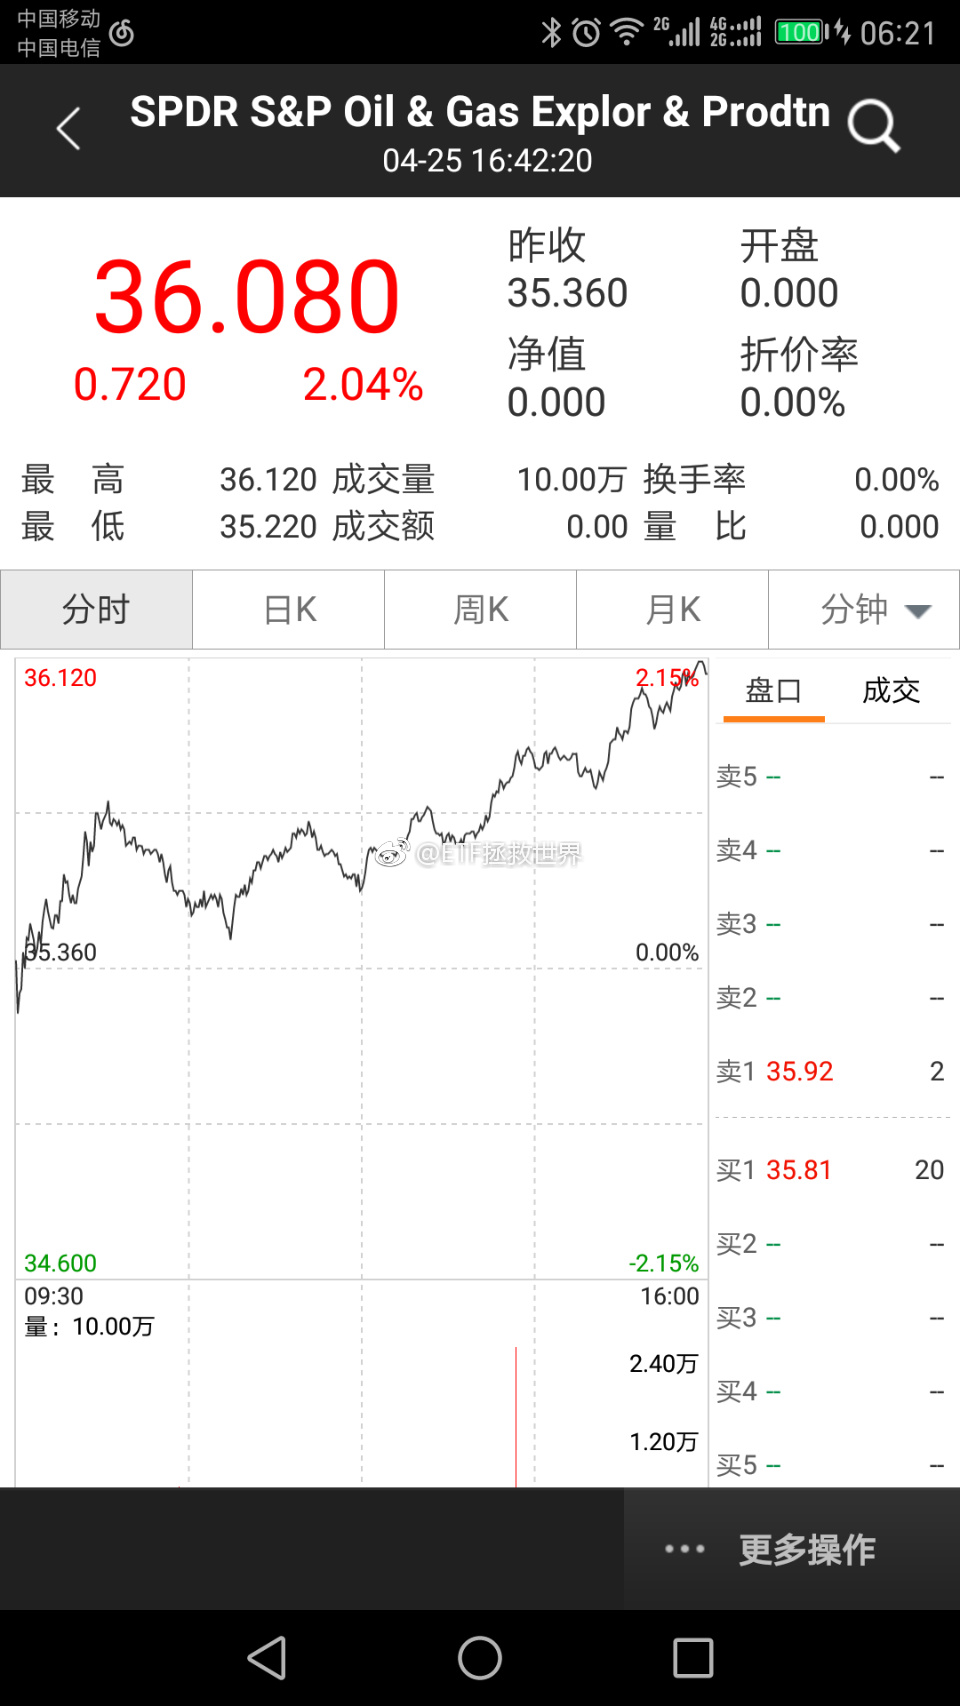 中国移动
中国电信
2G 4G 2G 100 06:21
SPDR S&P Oil & Gas Explor & Prodtn
04-25 16:42:20
36.080
0.720 2.04%
昨收 开盘
35.360 0.000
净值 折价率
0.000 0.00%
最高 36.120 成交量 10.00万 换手率 0.00%
最低 35.220 成交额 0.00 量比 0.000
分时 日K 周K 月K 分钟
36.120 2.15%
35.360 0.00%
34.600 -2.15%
09:30 16:00
量: 10.00万
2.40万
1.20万
@ETF拯救世界
盘口 成交
卖5 -- --
卖4 -- --
卖3 -- --
卖2 -- --
卖1 35.92 2
买1 35.81 20
买2 -- --
买3 -- --
买4 -- --
买5 -- --
更多操作